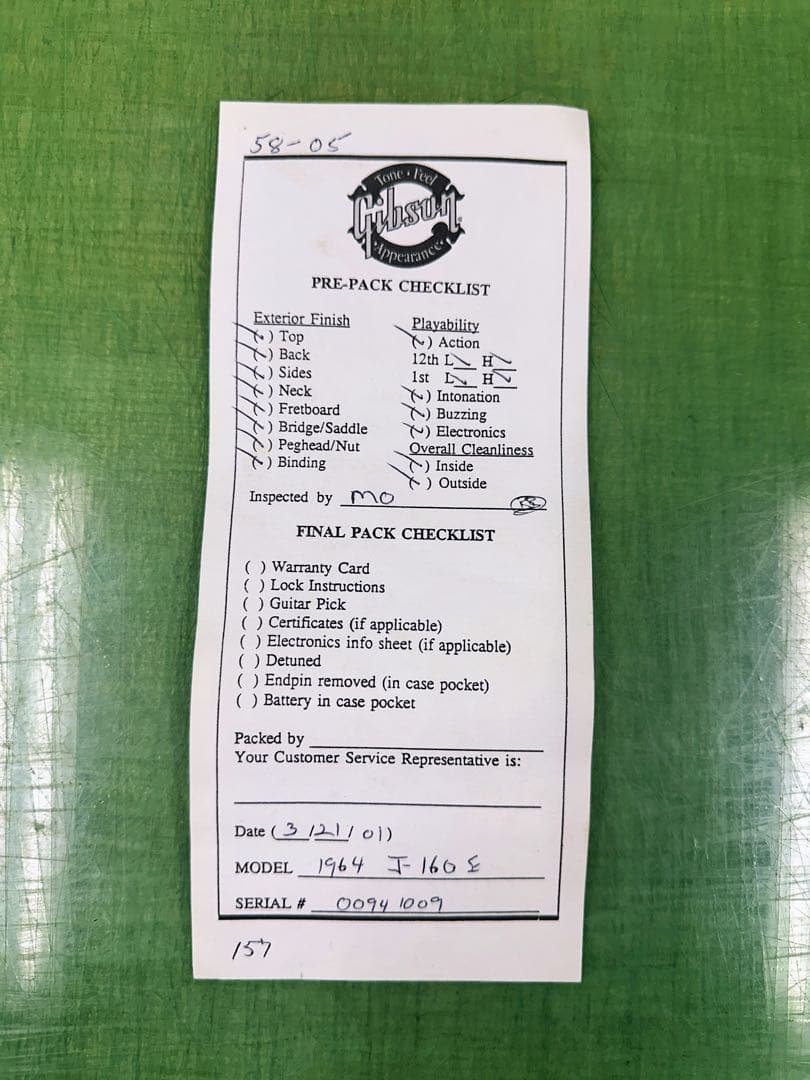 58-05
Tone • Feel
Gibson
Appearance
PRE-PACK CHECKLIST
Exterior Finish
( ) Top
( ) Back
( ) Sides
( ) Neck
( ) Fretboard
( ) Bridge/Saddle
( ) Peghead/Nut
( ) Binding
Playability
( ) Action
12th L H
1st L H
( ) Intonation
( ) Buzzing
( ) Electronics
Overall Cleanliness
( ) Inside
( ) Outside
Inspected by MO
FINAL PACK CHECKLIST
( ) Warranty Card
( ) Lock Instructions
( ) Guitar Pick
( ) Certificates (if applicable)
( ) Electronics info sheet (if applicable)
( ) Detuned
( ) Endpin removed (in case pocket)
( ) Battery in case pocket
Packed by
Your Customer Service Representative is:
Date (3/21/01)
MODEL 1964 J-160 E
SERIAL # 00941009
157